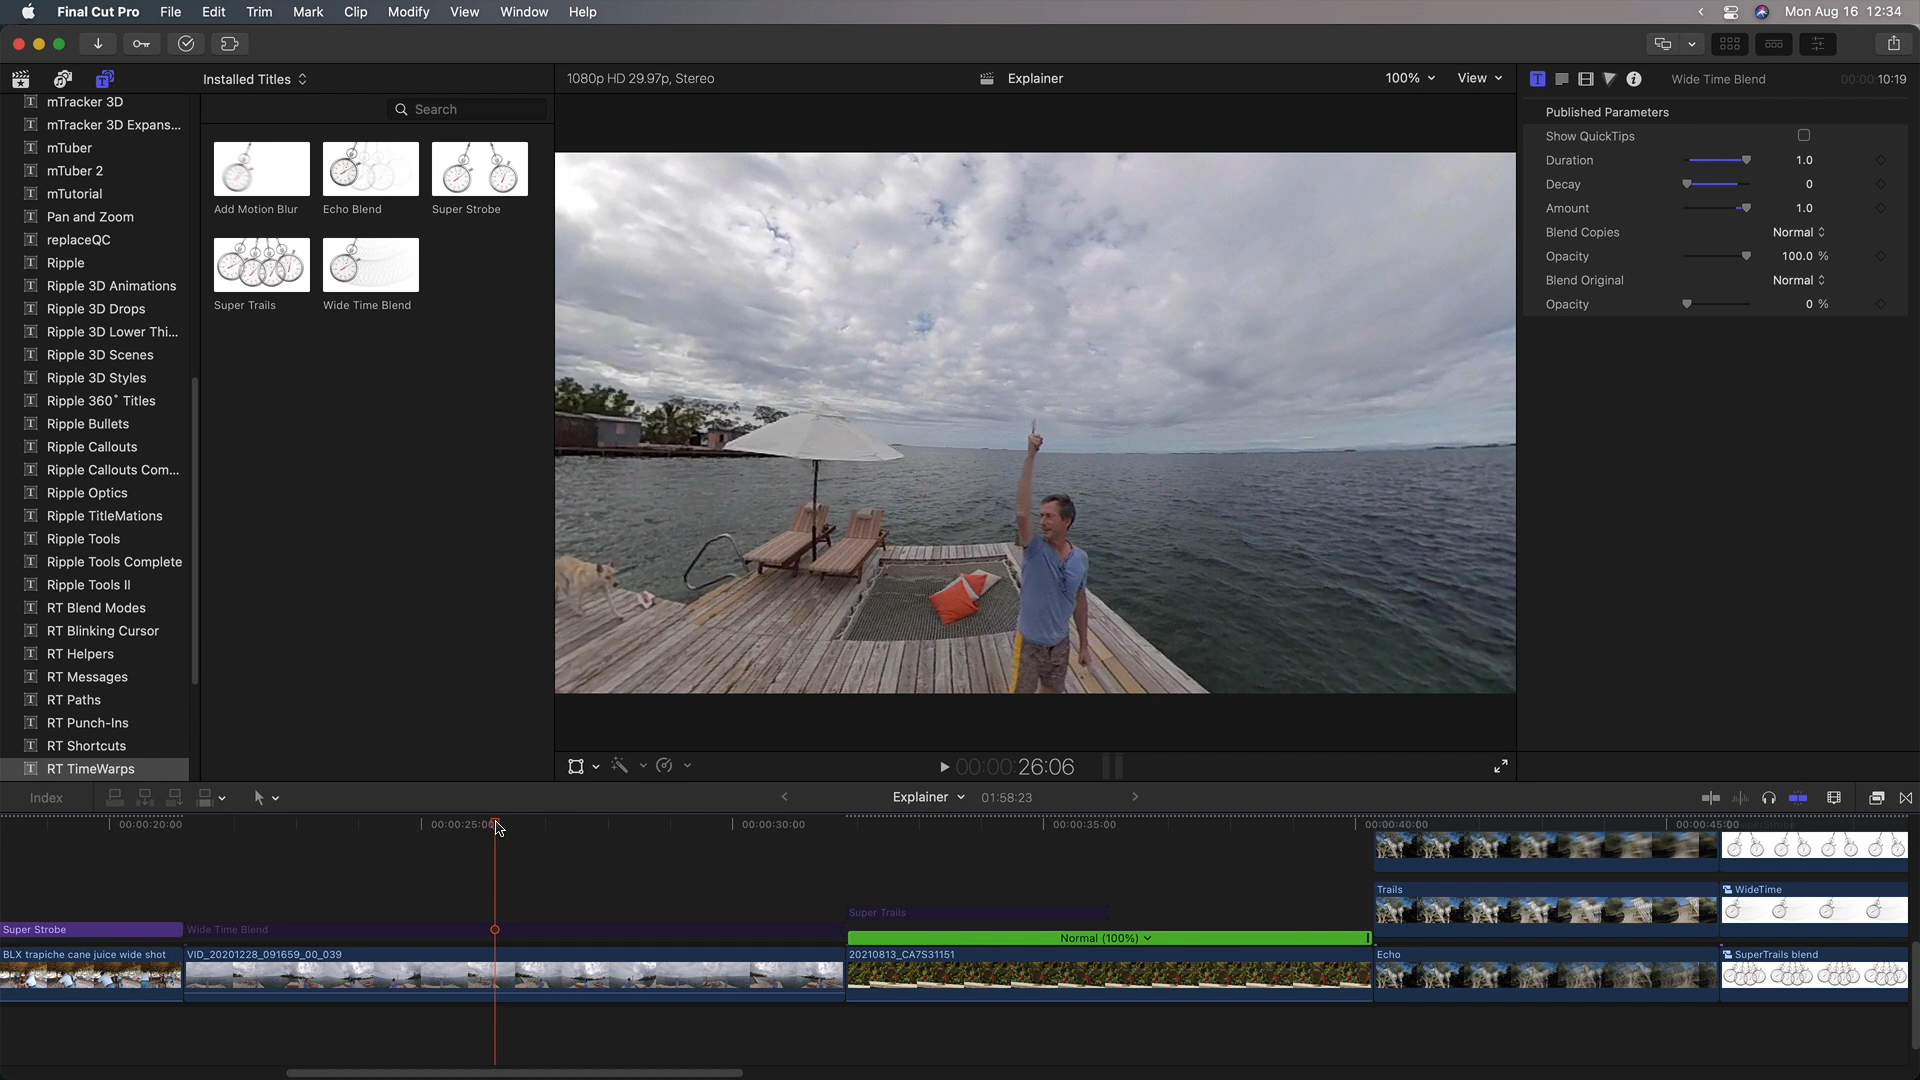 Final Cut Pro File Edit Trim Mark Clip Modify View Window Help
Mon Aug 16 12:34
Installed Titles
1080p HD 29.97p, Stereo
Explainer
100%
View
Wide Time Blend
00:00:10:19
Search
mTracker 3D
mTracker 3D Expans...
mTuber
mTuber 2
mTutorial
Pan and Zoom
replaceQC
Ripple
Ripple 3D Animations
Ripple 3D Drops
Ripple 3D Lower Thi...
Ripple 3D Scenes
Ripple 3D Styles
Ripple 360° Titles
Ripple Bullets
Ripple Callouts
Ripple Callouts Com...
Ripple Optics
Ripple TitleMations
Ripple Tools
Ripple Tools Complete
Ripple Tools II
RT Blend Modes
RT Blinking Cursor
RT Helpers
RT Messages
RT Paths
RT Punch-Ins
RT Shortcuts
RT TimeWarps
Add Motion Blur
Echo Blend
Super Strobe
Super Trails
Wide Time Blend
Published Parameters
Show QuickTips
Duration 1.0
Decay 0
Amount 1.0
Blend Copies Normal
Opacity 100.0 %
Blend Original Normal
Opacity 0 %
00:00:26:06
Index
Explainer
01:58:23
00:00:20:00
00:00:25:0
00:00:30:00
00:00:35:00
00:00:40:00
00:00:45:00
Trails
WideTime
Super Trails
Super Strobe
Wide Time Blend
Normal (100%)
BLX trapiche cane juice wide shot
VID_20201228_091659_00_039
20210813_CA7S31151
Echo
SuperTrails blend